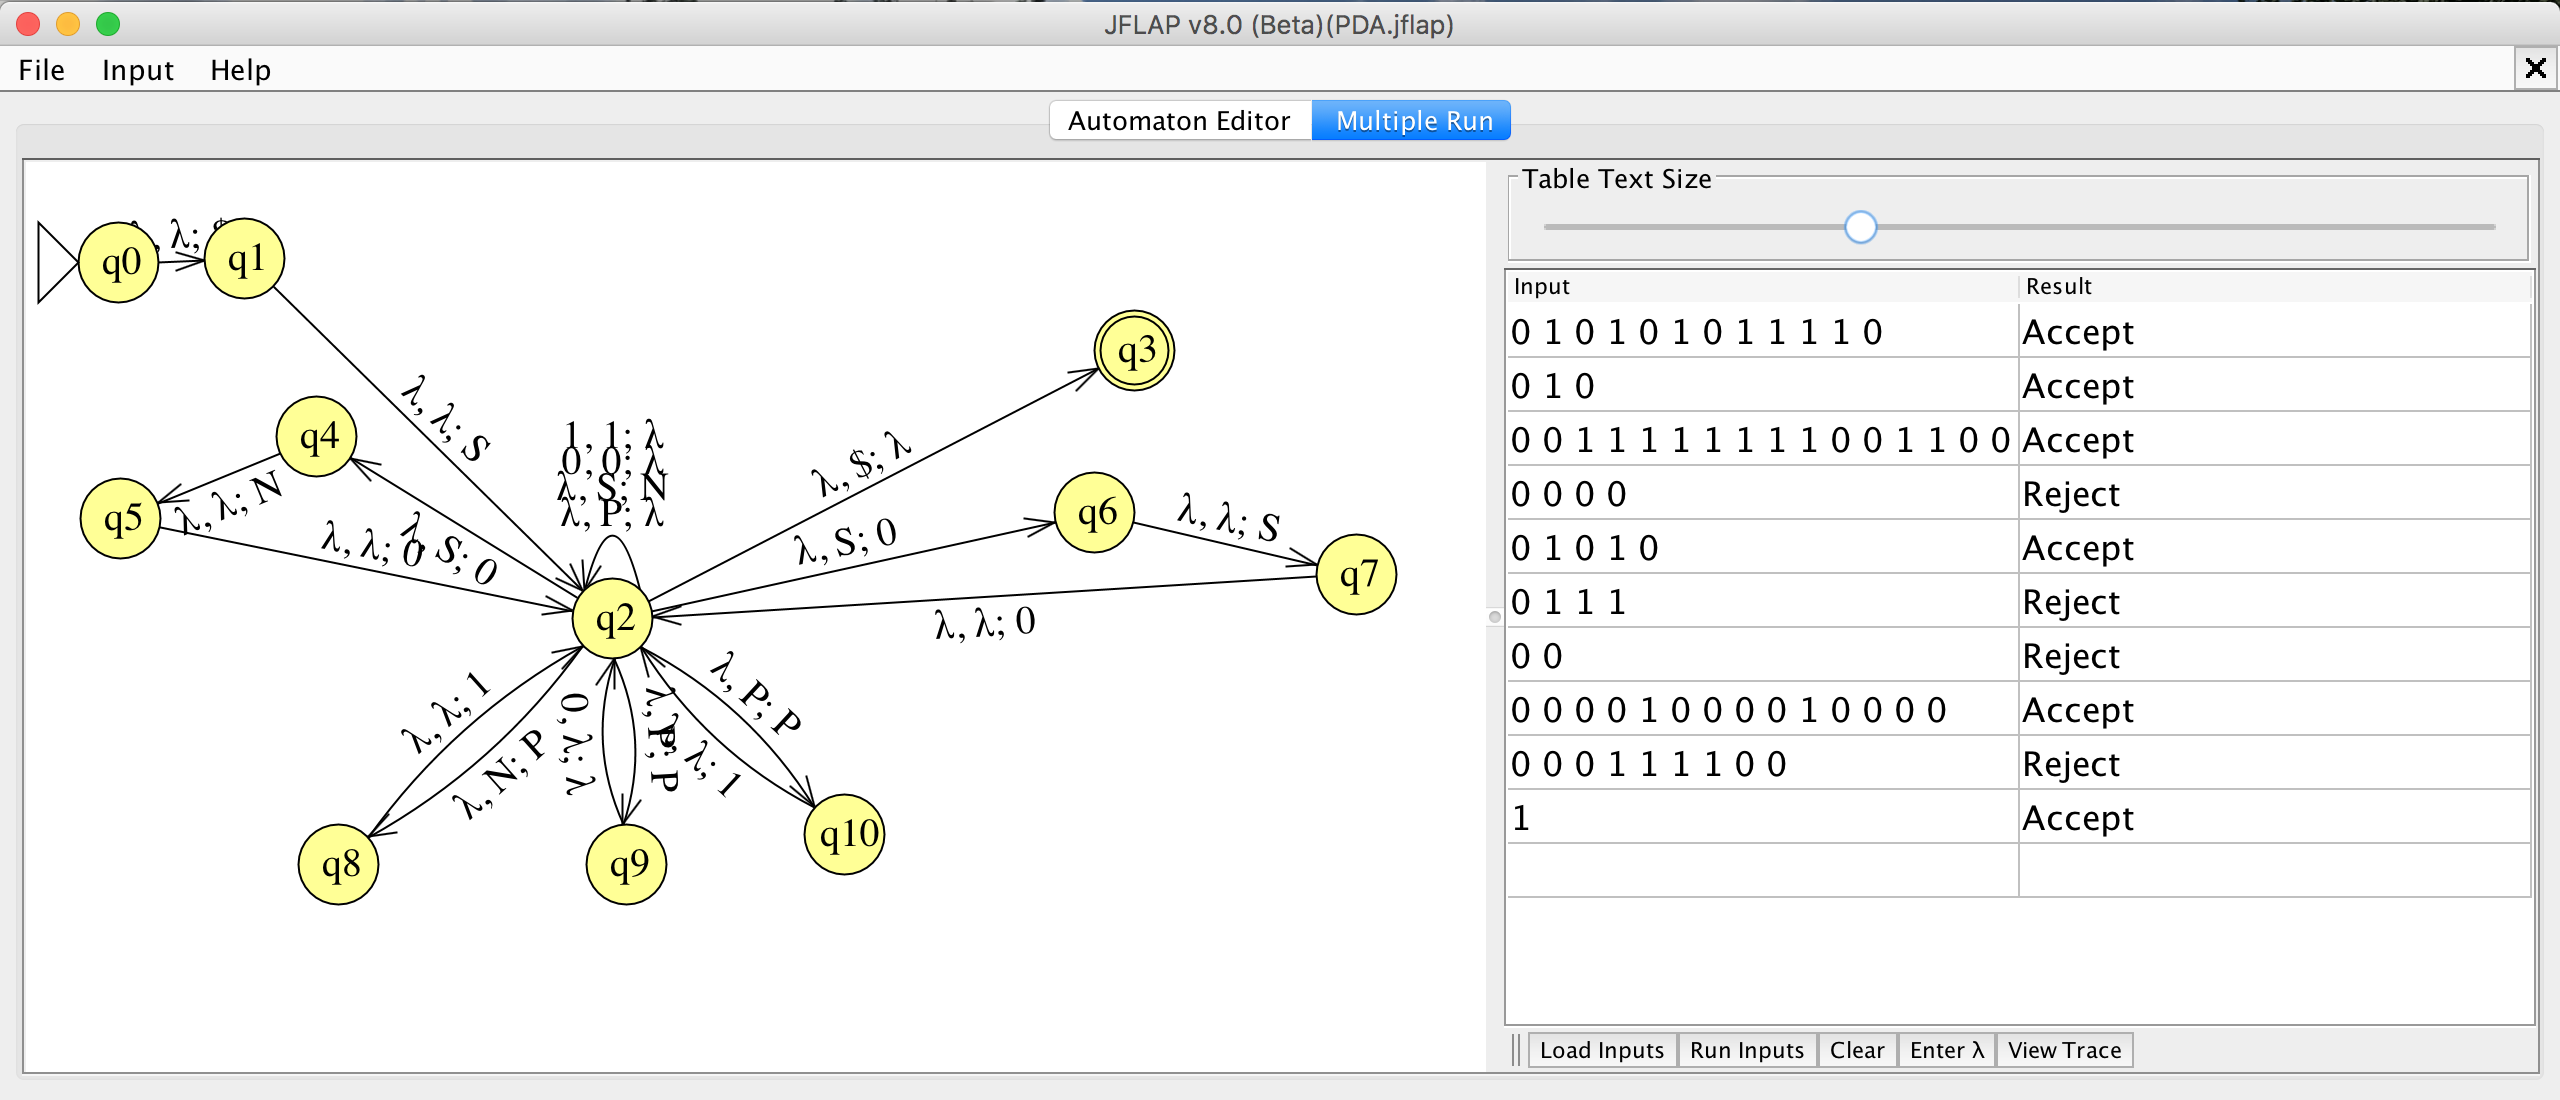 JFLAP v8.0 (Beta)(PDA.jflap)
File Input Help
Automaton Editor Multiple Run
Table Text Size
Input Result
0 1 0 1 0 1 0 1 1 1 1 0 Accept
0 1 0 Accept
0 0 1 1 1 1 1 1 1 1 0 0 1 1 0 0 Accept
0 0 0 0 Reject
0 1 0 1 0 Accept
0 1 1 1 Reject
0 0 Reject
0 0 0 0 1 0 0 0 0 1 0 0 0 0 Accept
0 0 0 1 1 1 1 0 0 Reject
1 Accept
Load Inputs Run Inputs Clear Enter λ View Trace
q0
λ;
q1
q3
λ, λ; S
q4
1, 1; λ
0, 0; λ
λ, S; N
λ, P; λ
λ, $; λ
q5
λ, λ; N
λ, λ; 0
λ, S; 0
λ, S; 0
q6
λ, λ; S
q7
q2
λ, λ; 0
λ, λ; 1
λ, N; P
0, λ; λ
λ, P; P
λ; 1
λ, P; P
q8
q9
q10